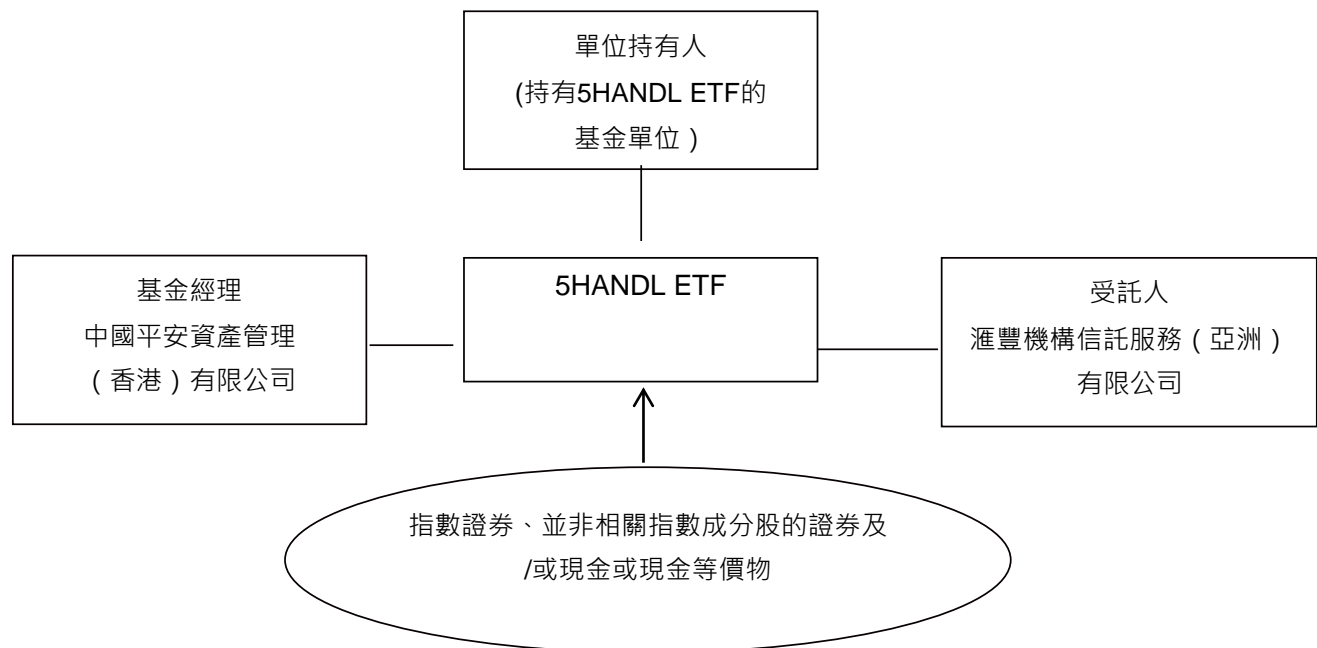 單位持有人
(持有5HANDL ETF的
基金單位）
基金經理
中國平安資產管理
（香港）有限公司
5HANDL ETF
受託人
滙豐機構信託服務（亞洲）
有限公司
指數證券、並非相關指數成分股的證券及
/或現金或現金等價物